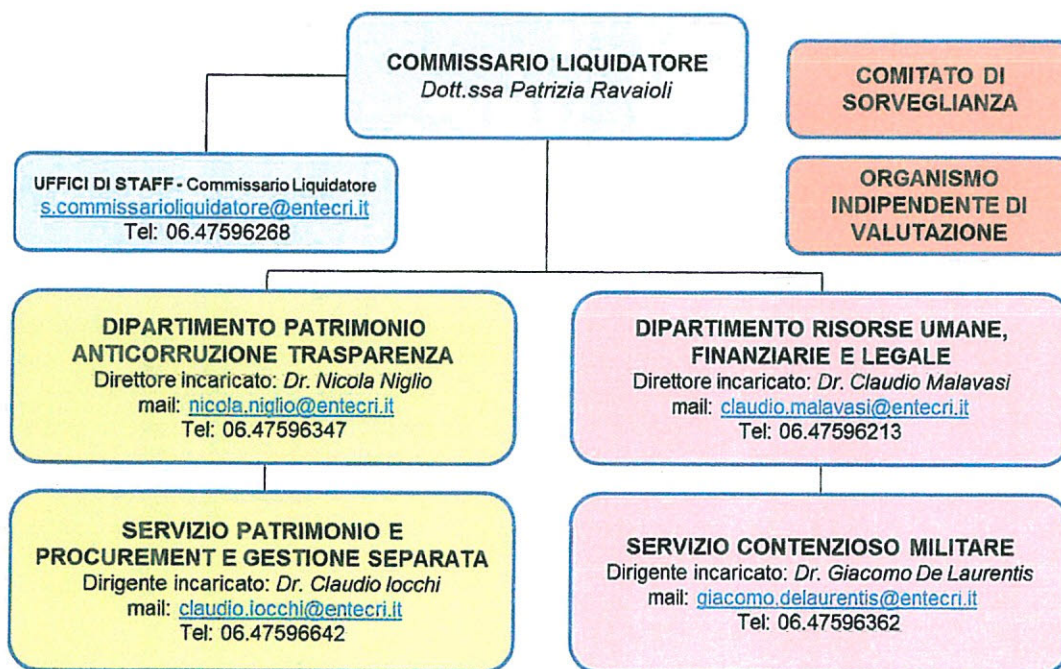 COMMISSARIO LIQUIDATORE
Dott.ssa Patrizia Ravaioli
COMITATO DI
SORVEGLIANZA
UFFICI DI STAFF - Commissario Liquidatore
s.commissarioliquidatore@entecri.it
Tel: 06.47596268
ORGANISMO
INDIPENDENTE DI
VALUTAZIONE
DIPARTIMENTO PATRIMONIO
ANTICORRUZIONE TRASPARENZA
Direttore incaricato: Dr. Nicola Niglio
mail: nicola.niglio@entecri.it
Tel: 06.47596347
DIPARTIMENTO RISORSE UMANE,
FINANZIARIE E LEGALE
Direttore incaricato: Dr. Claudio Malavasi
mail: claudio.malavasi@entecri.it
Tel: 06.47596213
SERVIZIO PATRIMONIO E
PROCUREMENT E GESTIONE SEPARATA
Dirigente incaricato: Dr. Claudio Iocchi
mail: claudio.iocchi@entecri.it
Tel: 06.47596642
SERVIZIO CONTENZIOSO MILITARE
Dirigente incaricato: Dr. Giacomo De Laurentis
mail: giacomo.delaurentis@entecri.it
Tel: 06.47596362